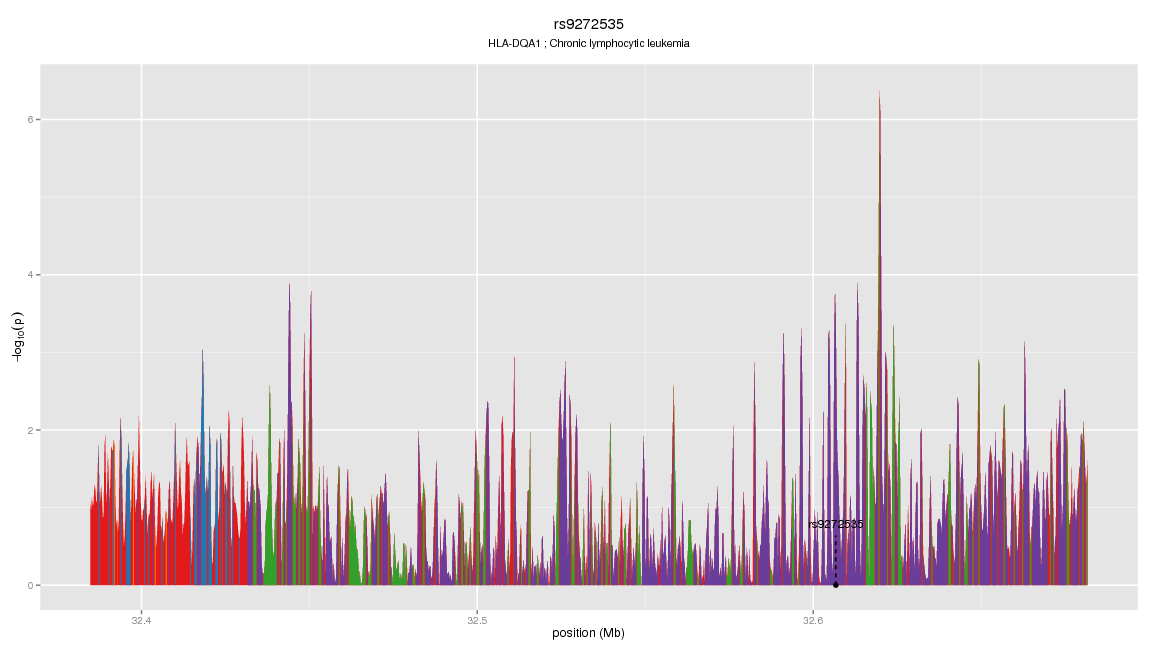 rs9272535
HLA-DQA1 ; Chronic lymphocytic leukemia
6
4
2
0
−log10(p)
rs9272535
32.4
32.5
32.6
position (Mb)